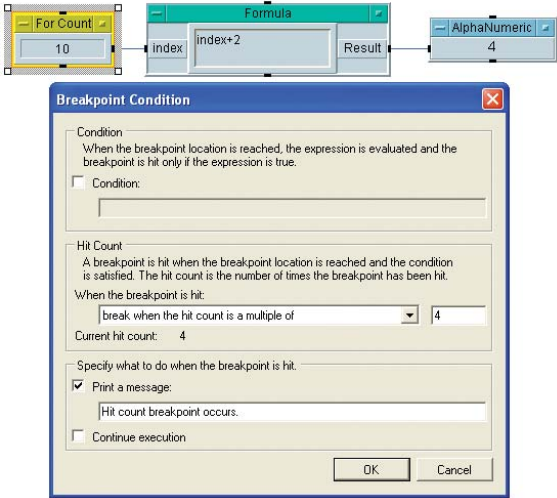 For Count
10
Formula
index
index+2
Result
AlphaNumeric
4
Breakpoint Condition
Condition
When the breakpoint location is reached, the expression is evaluated and the
breakpoint is hit only if the expression is true.
Condition:
Hit Count
A breakpoint is hit when the breakpoint location is reached and the condition
is satisfied. The hit count is the number of times the breakpoint has been hit.
When the breakpoint is hit:
break when the hit count is a multiple of 4
Current hit count: 4
Specify what to do when the breakpoint is hit.
Print a message:
Hit count breakpoint occurs.
Continue execution
OK Cancel